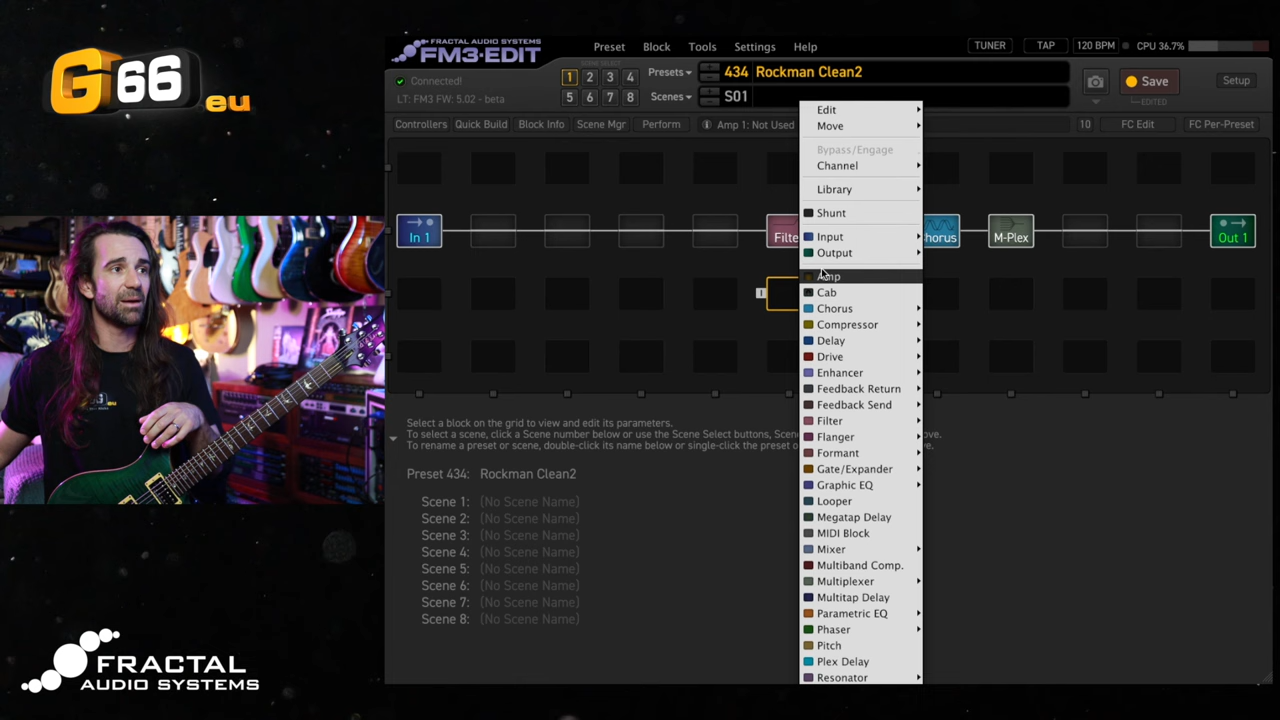 G66
eu
FRACTAL
AUDIO SYSTEMS
FRACTAL AUDIO SYSTEMS
FM3-EDIT
Preset Block Tools Settings Help
TUNER TAP 120 BPM CPU 36.7%
Connected!
LT: FM3 FW: 5.02 - beta
SCENE SELECT
1 2 3 4
5 6 7 8
Presets
434 Rockman Clean2
Scenes
S01
Save
EDITED
Setup
Controllers Quick Build Block Info Scene Mgr Perform Amp 1: Not Used 10 FC Edit FC Per-Preset
In 1
Filte
Chorus
M-Plex
Out 1
I
Edit
Move
Bypass/Engage
Channel
Library
Shunt
Input
Output
Amp
Cab
Chorus
Compressor
Delay
Drive
Enhancer
Feedback Return
Feedback Send
Filter
Flanger
Formant
Gate/Expander
Graphic EQ
Looper
Megatap Delay
MIDI Block
Mixer
Multiband Comp.
Multiplexer
Multitap Delay
Parametric EQ
Phaser
Pitch
Plex Delay
Resonator
Select a block on the grid to view and edit its parameters.
To select a scene, click a Scene number below or use the Scene Select buttons, Scene ove.
To rename a preset or scene, double-click its name below or single-click the preset o ve.
Preset 434: Rockman Clean2
Scene 1: (No Scene Name)
Scene 2: (No Scene Name)
Scene 3: (No Scene Name)
Scene 4: (No Scene Name)
Scene 5: (No Scene Name)
Scene 6: (No Scene Name)
Scene 7: (No Scene Name)
Scene 8: (No Scene Name)